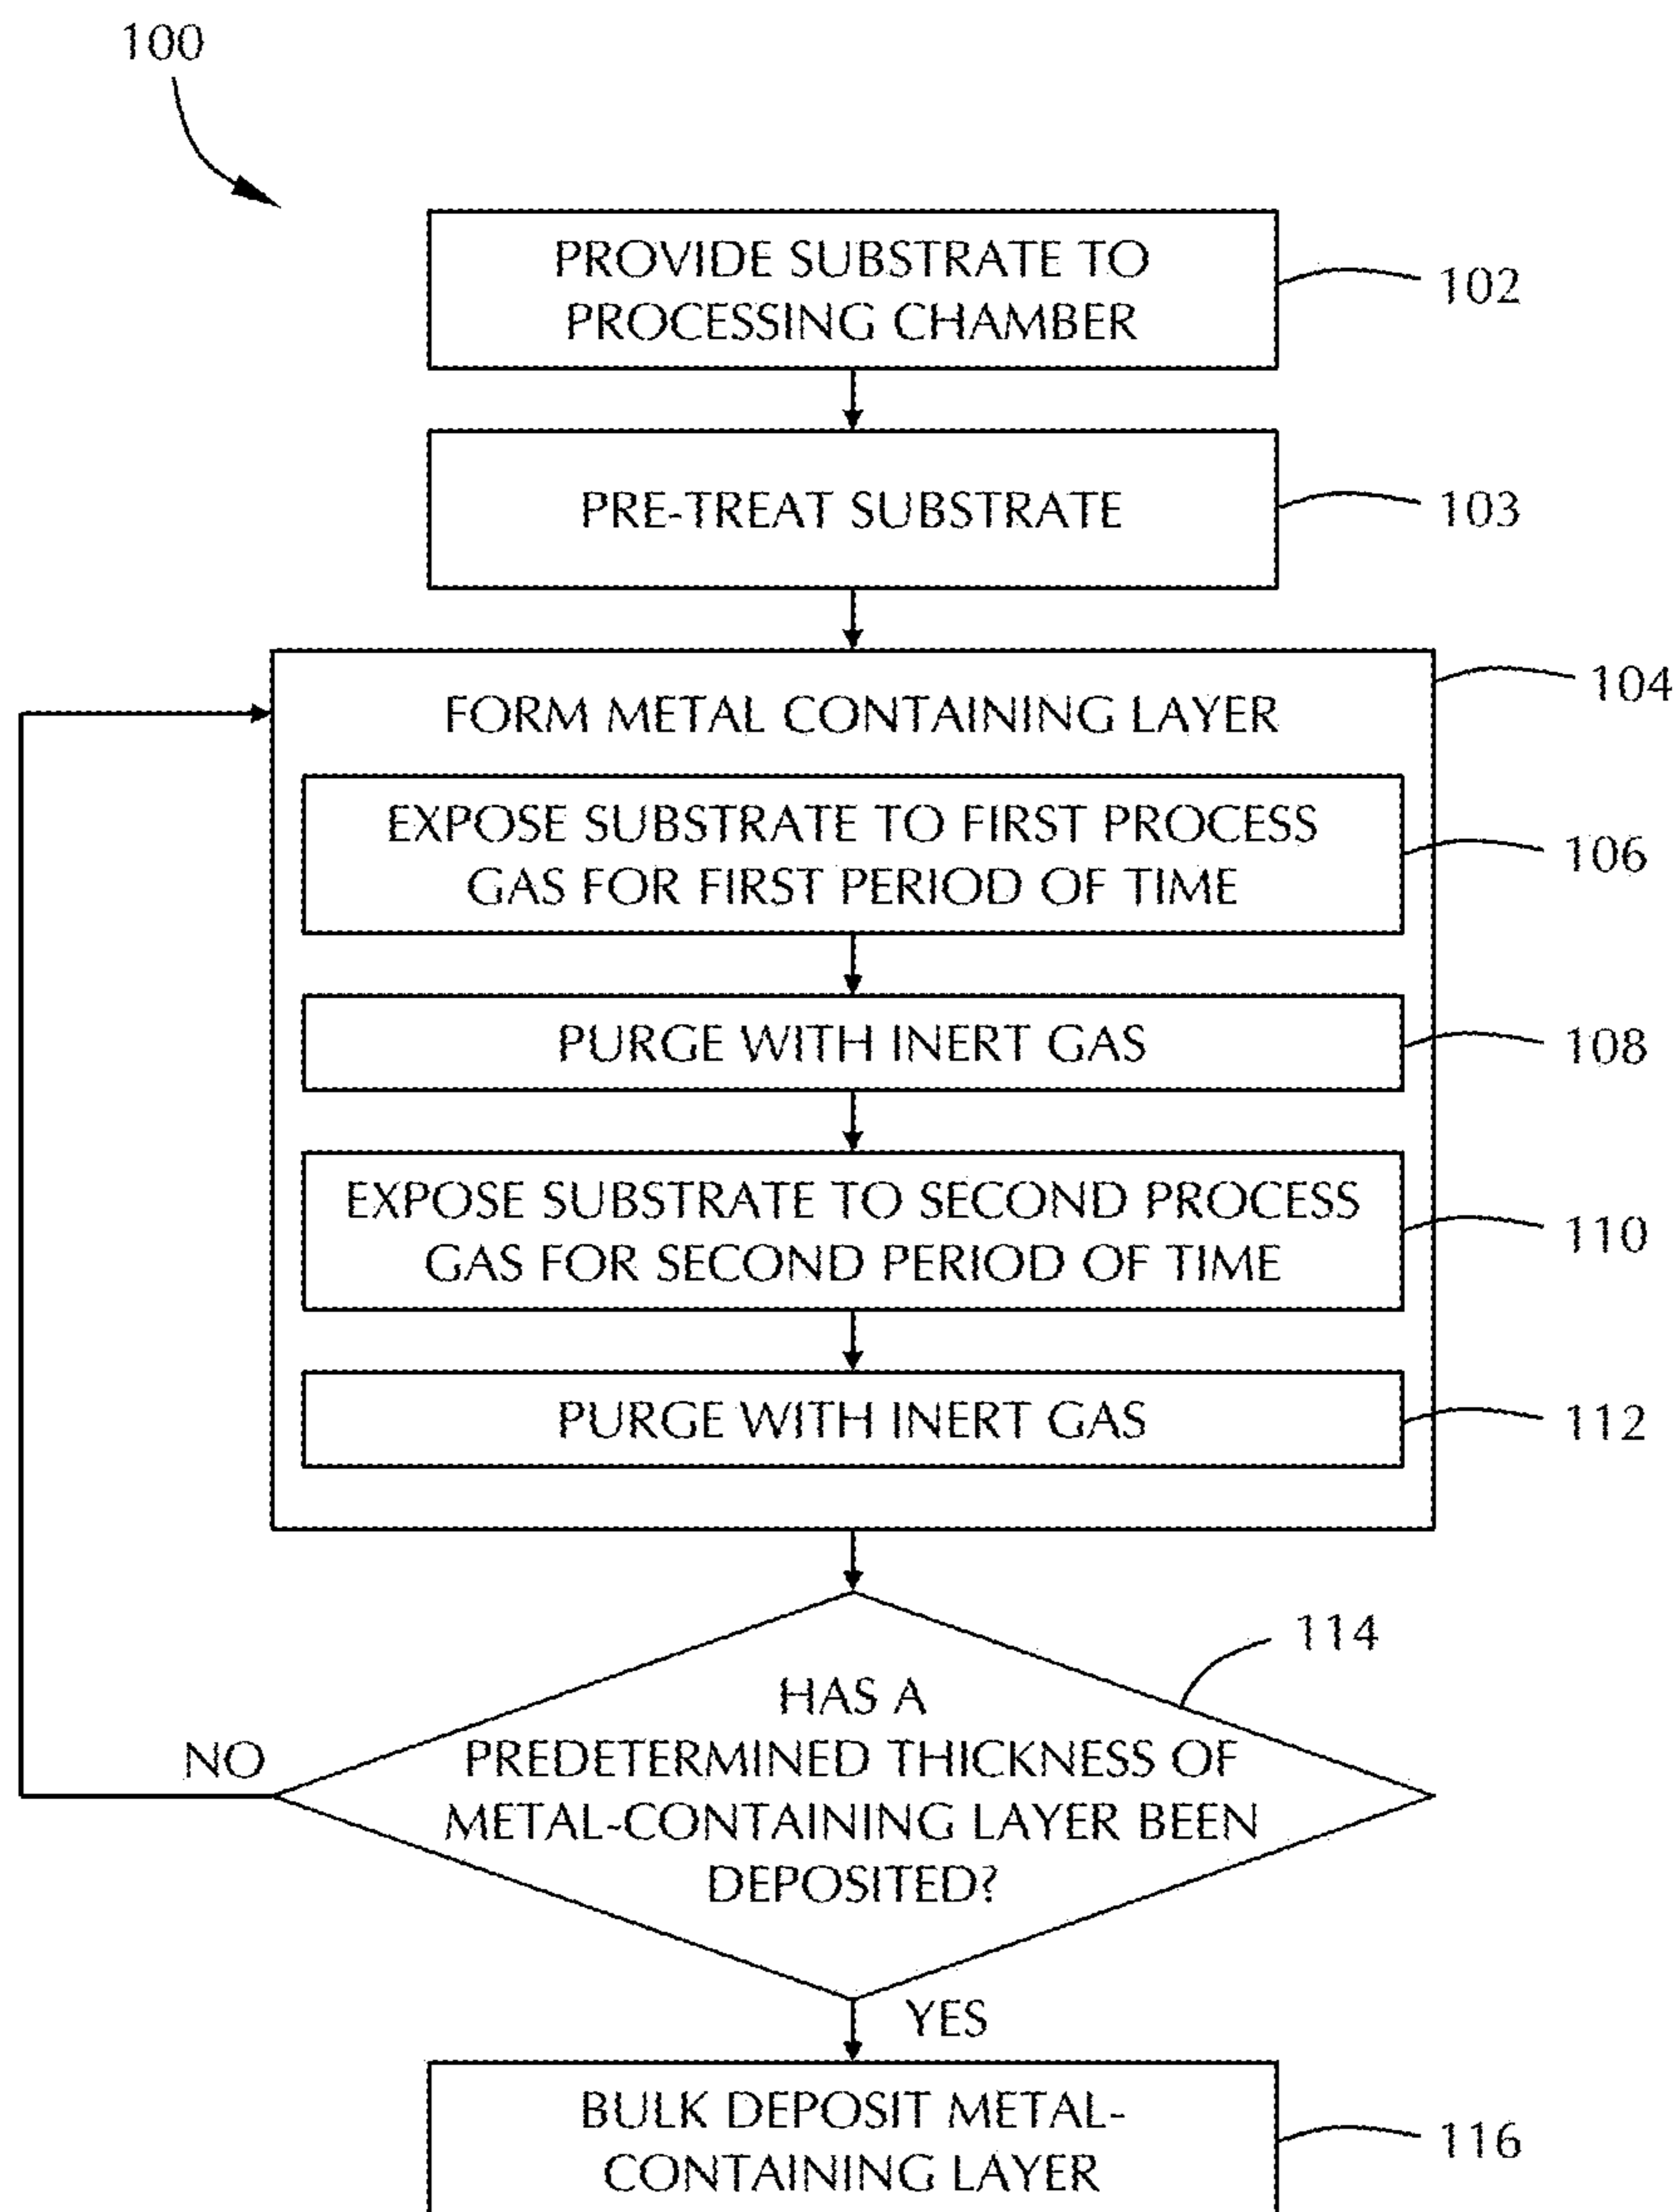 100
PROVIDE SUBSTRATE TO
PROCESSING CHAMBER
102
PRE-TREAT SUBSTRATE
103
104
FORM METAL CONTAINING LAYER
EXPOSE SUBSTRATE TO FIRST PROCESS
GAS FOR FIRST PERIOD OF TIME
106
PURGE WITH INERT GAS
108
EXPOSE SUBSTRATE TO SECOND PROCESS
GAS FOR SECOND PERIOD OF TIME
110
PURGE WITH INERT GAS
112
114
HAS A
PREDETERMINED THICKNESS OF
METAL-CONTAINING LAYER BEEN
DEPOSITED?
NO
YES
BULK DEPOSIT METAL-
CONTAINING LAYER
116